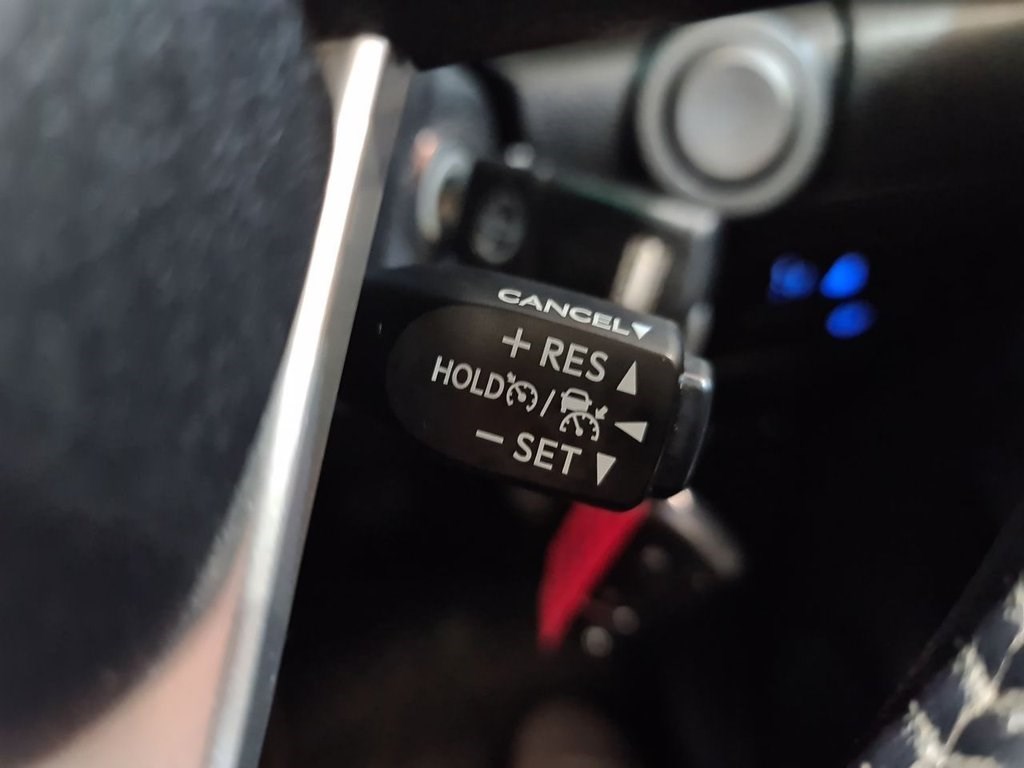 CANCEL▼
+ RES ▲
HOLD / ◄
− SET ▼